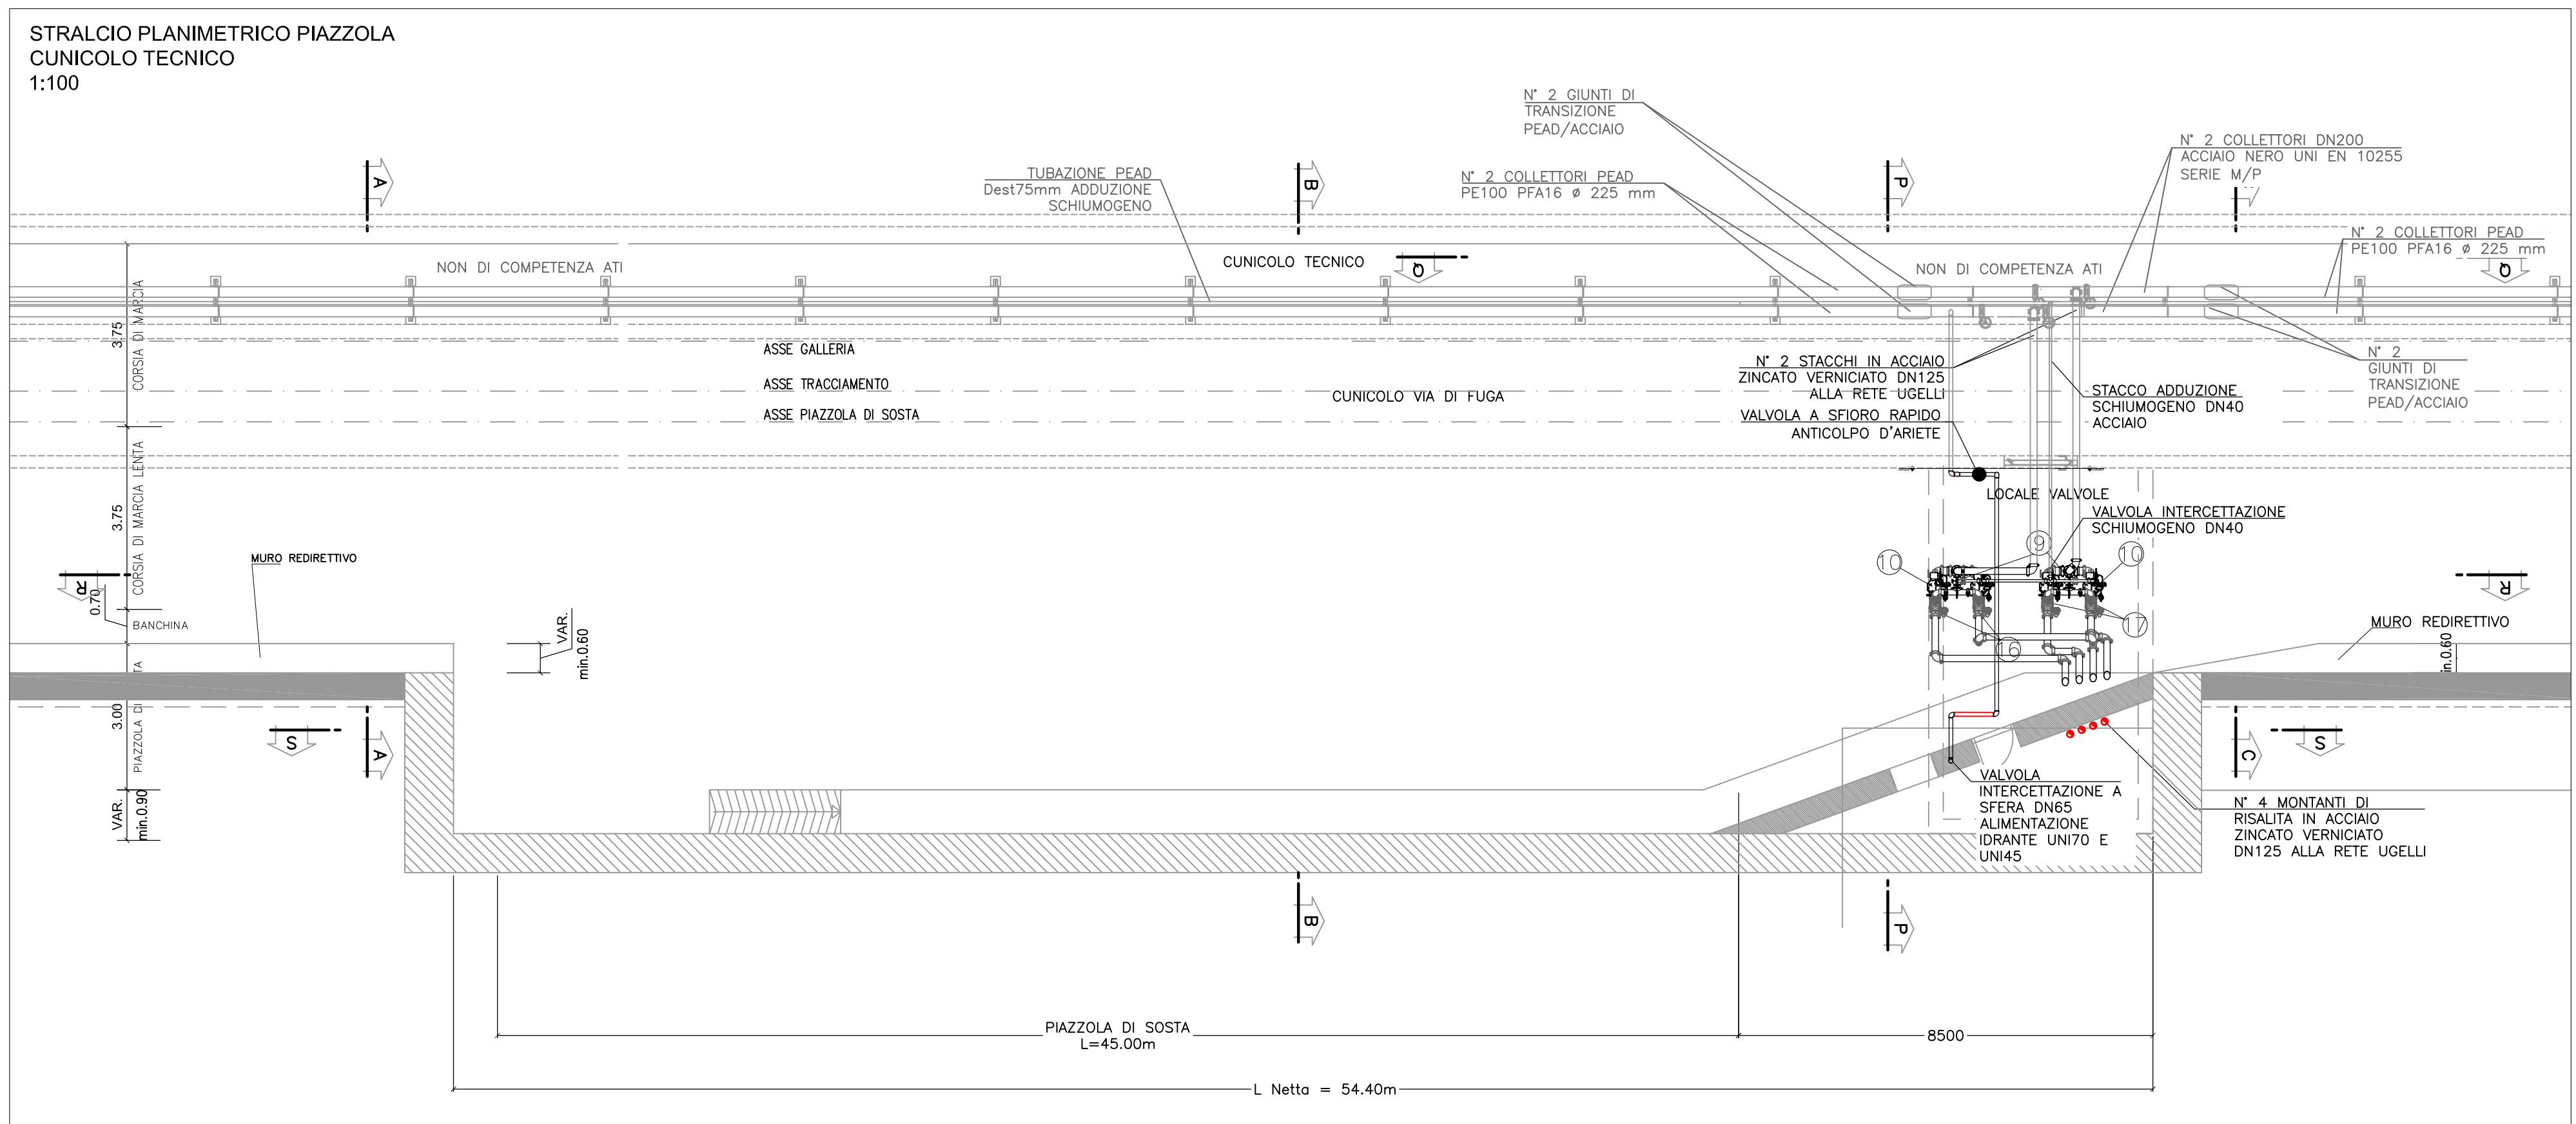 STRALCIO PLANIMETRICO PIAZZOLA
CUNICOLO TECNICO
1:100
N° 2 GIUNTI DI
TRANSIZIONE
PEAD/ACCIAIO
N° 2 COLLETTORI DN200
ACCIAIO NERO UNI EN 10255
SERIE M/P
TUBAZIONE PEAD
Dest75mm ADDUZIONE
SCHIUMOGENO
N° 2 COLLETTORI PEAD
PE100 PFA16 ø 225 mm
A
B
P
N° 2 COLLETTORI PEAD
PE100 PFA16 ø 225 mm
NON DI COMPETENZA ATI
CUNICOLO TECNICO
Q
NON DI COMPETENZA ATI
Q
3.75
CORSIA DI MARCIA
ASSE GALLERIA
ASSE TRACCIAMENTO
ASSE PIAZZOLA DI SOSTA
CUNICOLO VIA DI FUGA
N° 2 STACCHI IN ACCIAIO
ZINCATO VERNICIATO DN125
ALLA RETE UGELLI
VALVOLA A SFIORO RAPIDO
ANTICOLPO D'ARIETE
STACCO ADDUZIONE
SCHIUMOGENO DN40
ACCIAIO
N° 2
GIUNTI DI
TRANSIZIONE
PEAD/ACCIAIO
3.75
CORSIA DI MARCIA LENTA
LOCALE VALVOLE
VALVOLA INTERCETTAZIONE
SCHIUMOGENO DN40
MURO REDIRETTIVO
10
9
10
R
R
0.70
BANCHINA
VAR.
min.0.60
16
17
MURO REDIRETTIVO
in.0.60
3.00
PIAZZOLA DI
TA
S
A
C
S
VAR.
min.0.90
VALVOLA
INTERCETTAZIONE A
SFERA DN65
ALIMENTAZIONE
IDRANTE UNI70 E
UNI45
N° 4 MONTANTI DI
RISALITA IN ACCIAIO
ZINCATO VERNICIATO
DN125 ALLA RETE UGELLI
B
P
PIAZZOLA DI SOSTA
L=45.00m
8500
L Netta = 54.40m